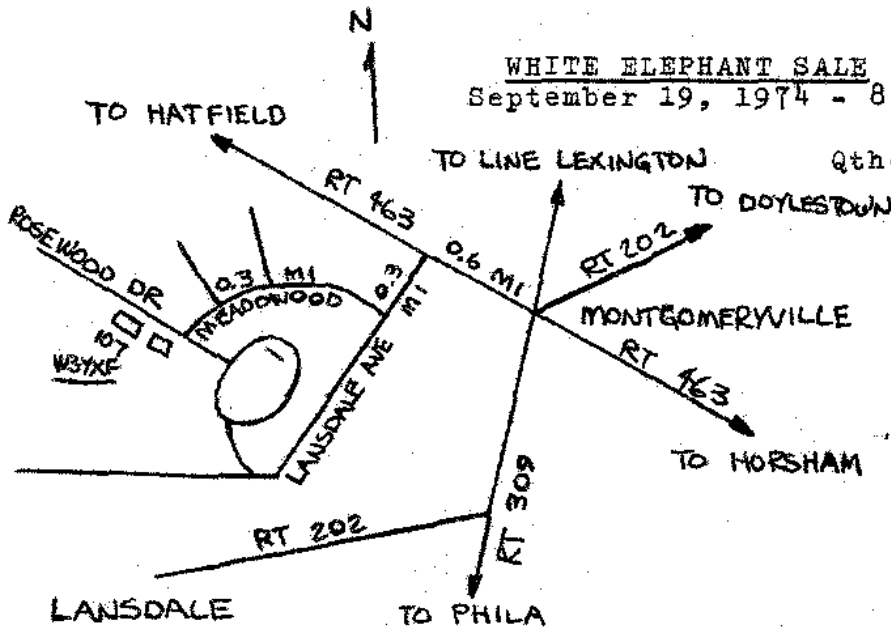 N
WHITE ELEPHANT SALE
September 19, 1974 - 8
TO HATFIELD
TO LINE LEXINGTON
Qth
TO DOYLESTOWN
RT 463
RT 202
ROSEWOOD DR
0.3 MI
0.6 MI
MEADOWOOD
0.3 MI
MONTGOMERYVILLE
107
W3YXF
LANSDALE AVE
RT 463
TO HORSHAM
RT 309
RT 202
LANSDALE
TO PHILA